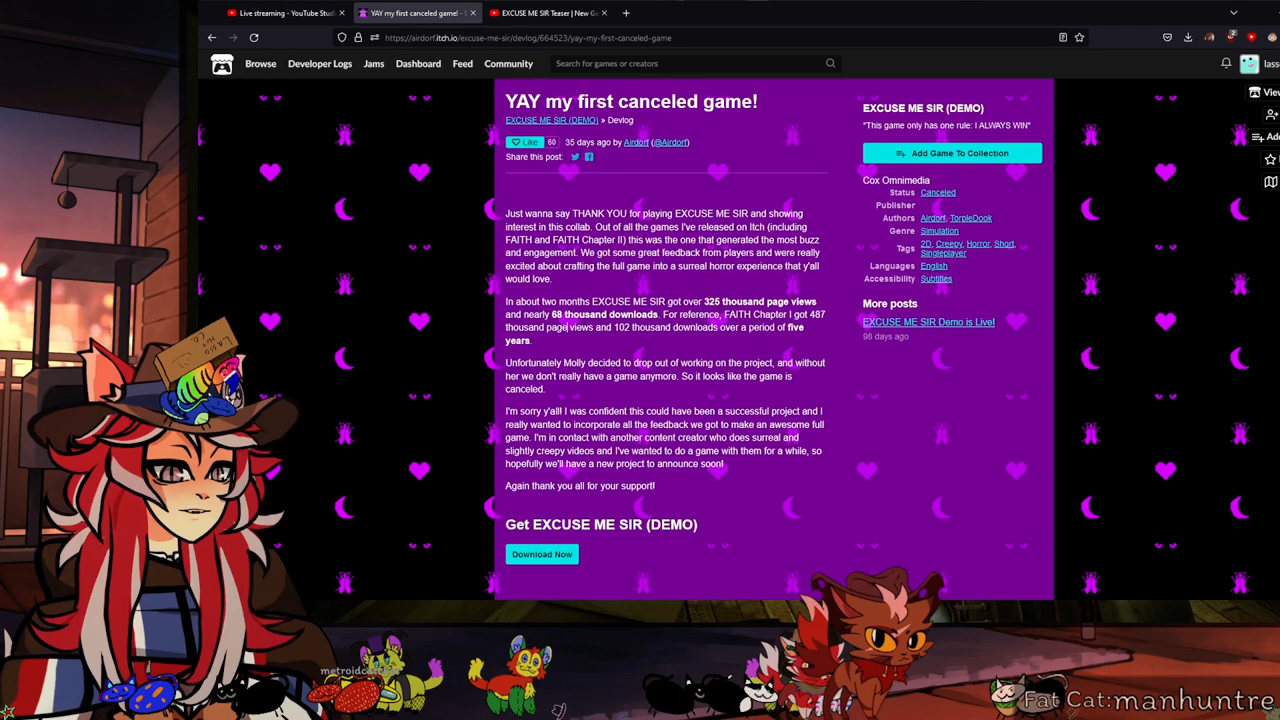 Live streaming - YouTube Stud
YAY my first canceled game! - E
EXCUSE ME SIR Teaser | New Ga
https://airdorf.itch.io/excuse-me-sir/devlog/664523/yay-my-first-canceled-game
Browse
Developer Logs
Jams
Dashboard
Feed
Community
Search for games or creators
lass
YAY my first canceled game!
EXCUSE ME SIR (DEMO) » Devlog
Like 60 35 days ago by Airdorf (@Airdorf)
Share this post:
Just wanna say THANK YOU for playing EXCUSE ME SIR and showing
interest in this collab. Out of all the games I've released on Itch (including
FAITH and FAITH Chapter II) this was the one that generated the most buzz
and engagement. We got some great feedback from players and were really
excited about crafting the full game into a surreal horror experience that y'all
would love.
In about two months EXCUSE ME SIR got over 325 thousand page views
and nearly 68 thousand downloads. For reference, FAITH Chapter I got 487
thousand page views and 102 thousand downloads over a period of five
years.
Unfortunately Molly decided to drop out of working on the project, and without
her we don't really have a game anymore. So it looks like the game is
canceled.
I'm sorry y'all! I was confident this could have been a successful project and I
really wanted to incorporate all the feedback we got to make an awesome full
game. I'm in contact with another content creator who does surreal and
slightly creepy videos and I've wanted to do a game with them for a while, so
hopefully we'll have a new project to announce soon!
Again thank you all for your support!
Get EXCUSE ME SIR (DEMO)
Download Now
EXCUSE ME SIR (DEMO)
"This game only has one rule: I ALWAYS WIN"
Add Game To Collection
Cox Omnimedia
Status Canceled
Publisher
Authors Airdorf, TorpleDook
Genre Simulation
Tags 2D, Creepy, Horror, Short,
Singleplayer
Languages English
Accessibility Subtitles
More posts
EXCUSE ME SIR Demo is Live!
98 days ago
View
Add
Fat Cat:manhuntre